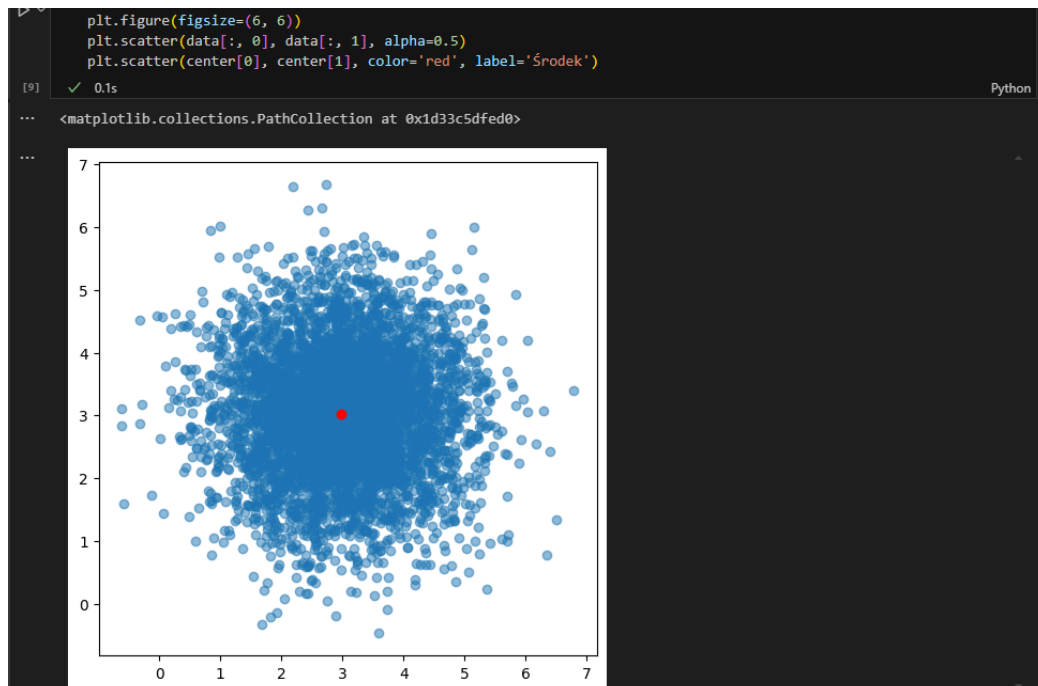 plt.figure(figsize=(6, 6))
plt.scatter(data[:, 0], data[:, 1], alpha=0.5)
plt.scatter(center[0], center[1], color='red', label='Środek')
[9] ✓ 0.1s Python
... <matplotlib.collections.PathCollection at 0x1d33c5dfed0>
...
7
6
5
4
3
2
1
0
0 1 2 3 4 5 6 7